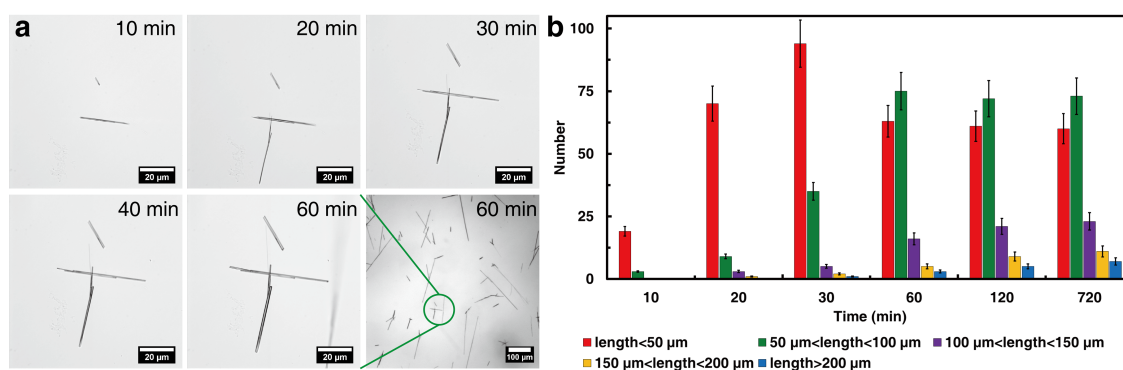 a
10 min
20 min
30 min
20 µm
20 µm
20 µm
40 min
60 min
60 min
20 µm
20 µm
100 µm
b
100
75
50
25
0
Number
10
20
30
60
120
720
Time (min)
length<50 µm
50 µm<length<100 µm
100 µm<length<150 µm
150 µm<length<200 µm
length>200 µm